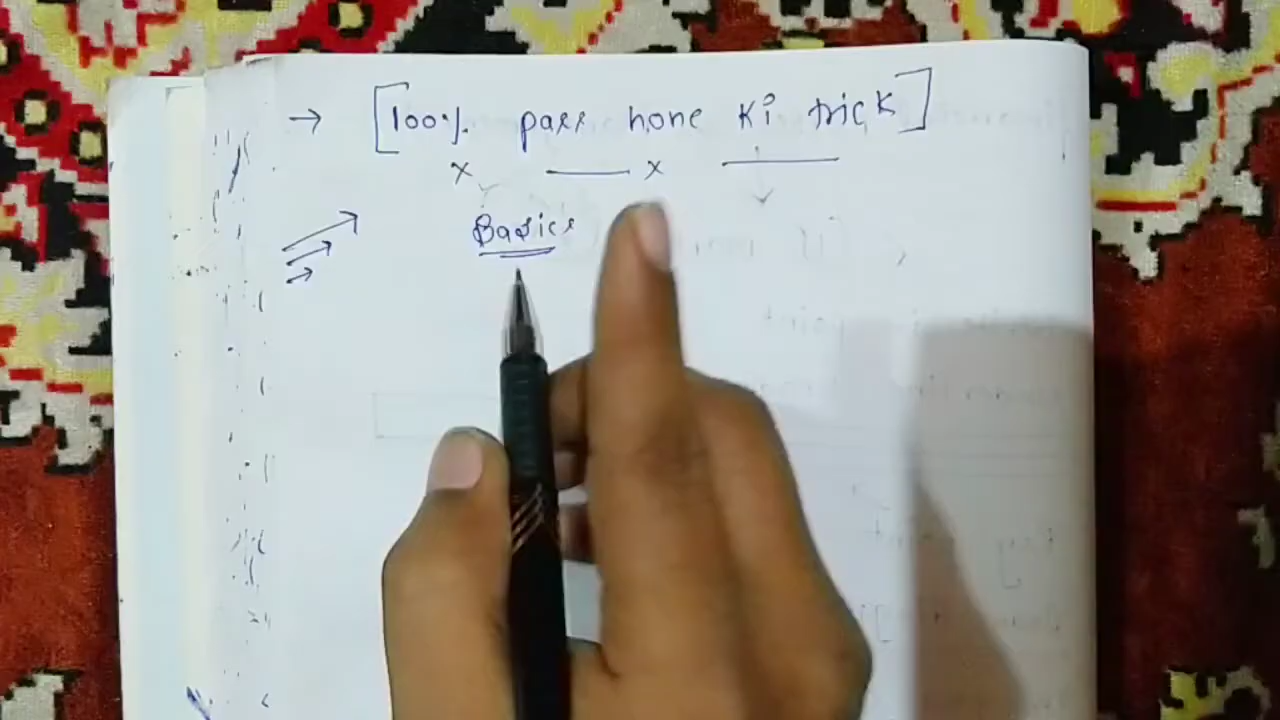 → [100% pass hone ki trick]
Basics